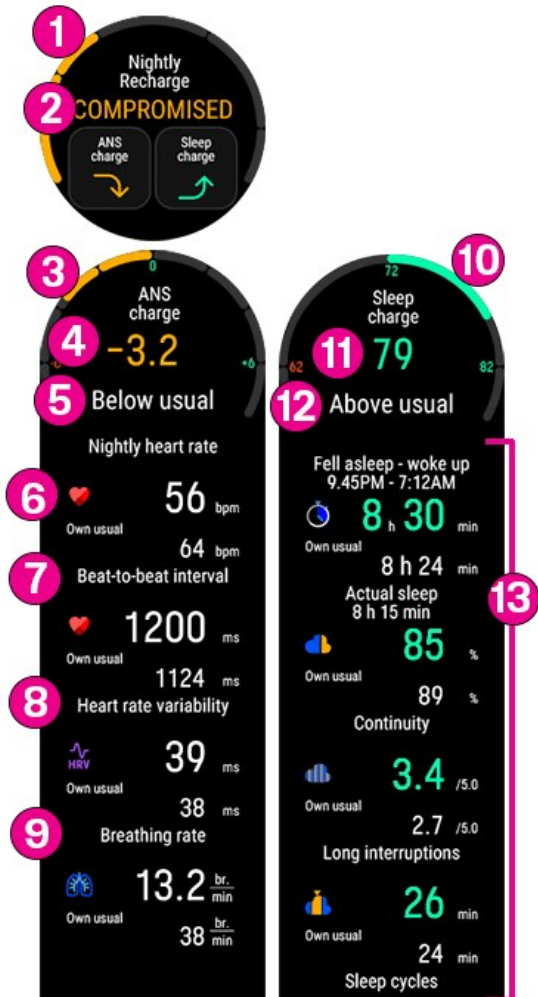 1
Nightly
Recharge
2
COMPROMISED
ANS
charge
Sleep
charge
3
0
ANS
charge
4
-3.2
+6
5
Below usual
Nightly heart rate
6
56 bpm
Own usual
64 bpm
7
Beat-to-beat interval
1200 ms
Own usual
1124 ms
8
Heart rate variability
HRV
39 ms
Own usual
38 ms
9
Breathing rate
13.2 br.
min
Own usual
38 br.
min
10
72
Sleep
charge
11
79
62
82
12
Above usual
13
Fell asleep - woke up
9.45PM - 7:12AM
8 h 30 min
Own usual
8 h 24 min
Actual sleep
8 h 15 min
85 %
Own usual
89 %
Continuity
3.4 /5.0
Own usual
2.7 /5.0
Long interruptions
26 min
Own usual
24 min
Sleep cycles